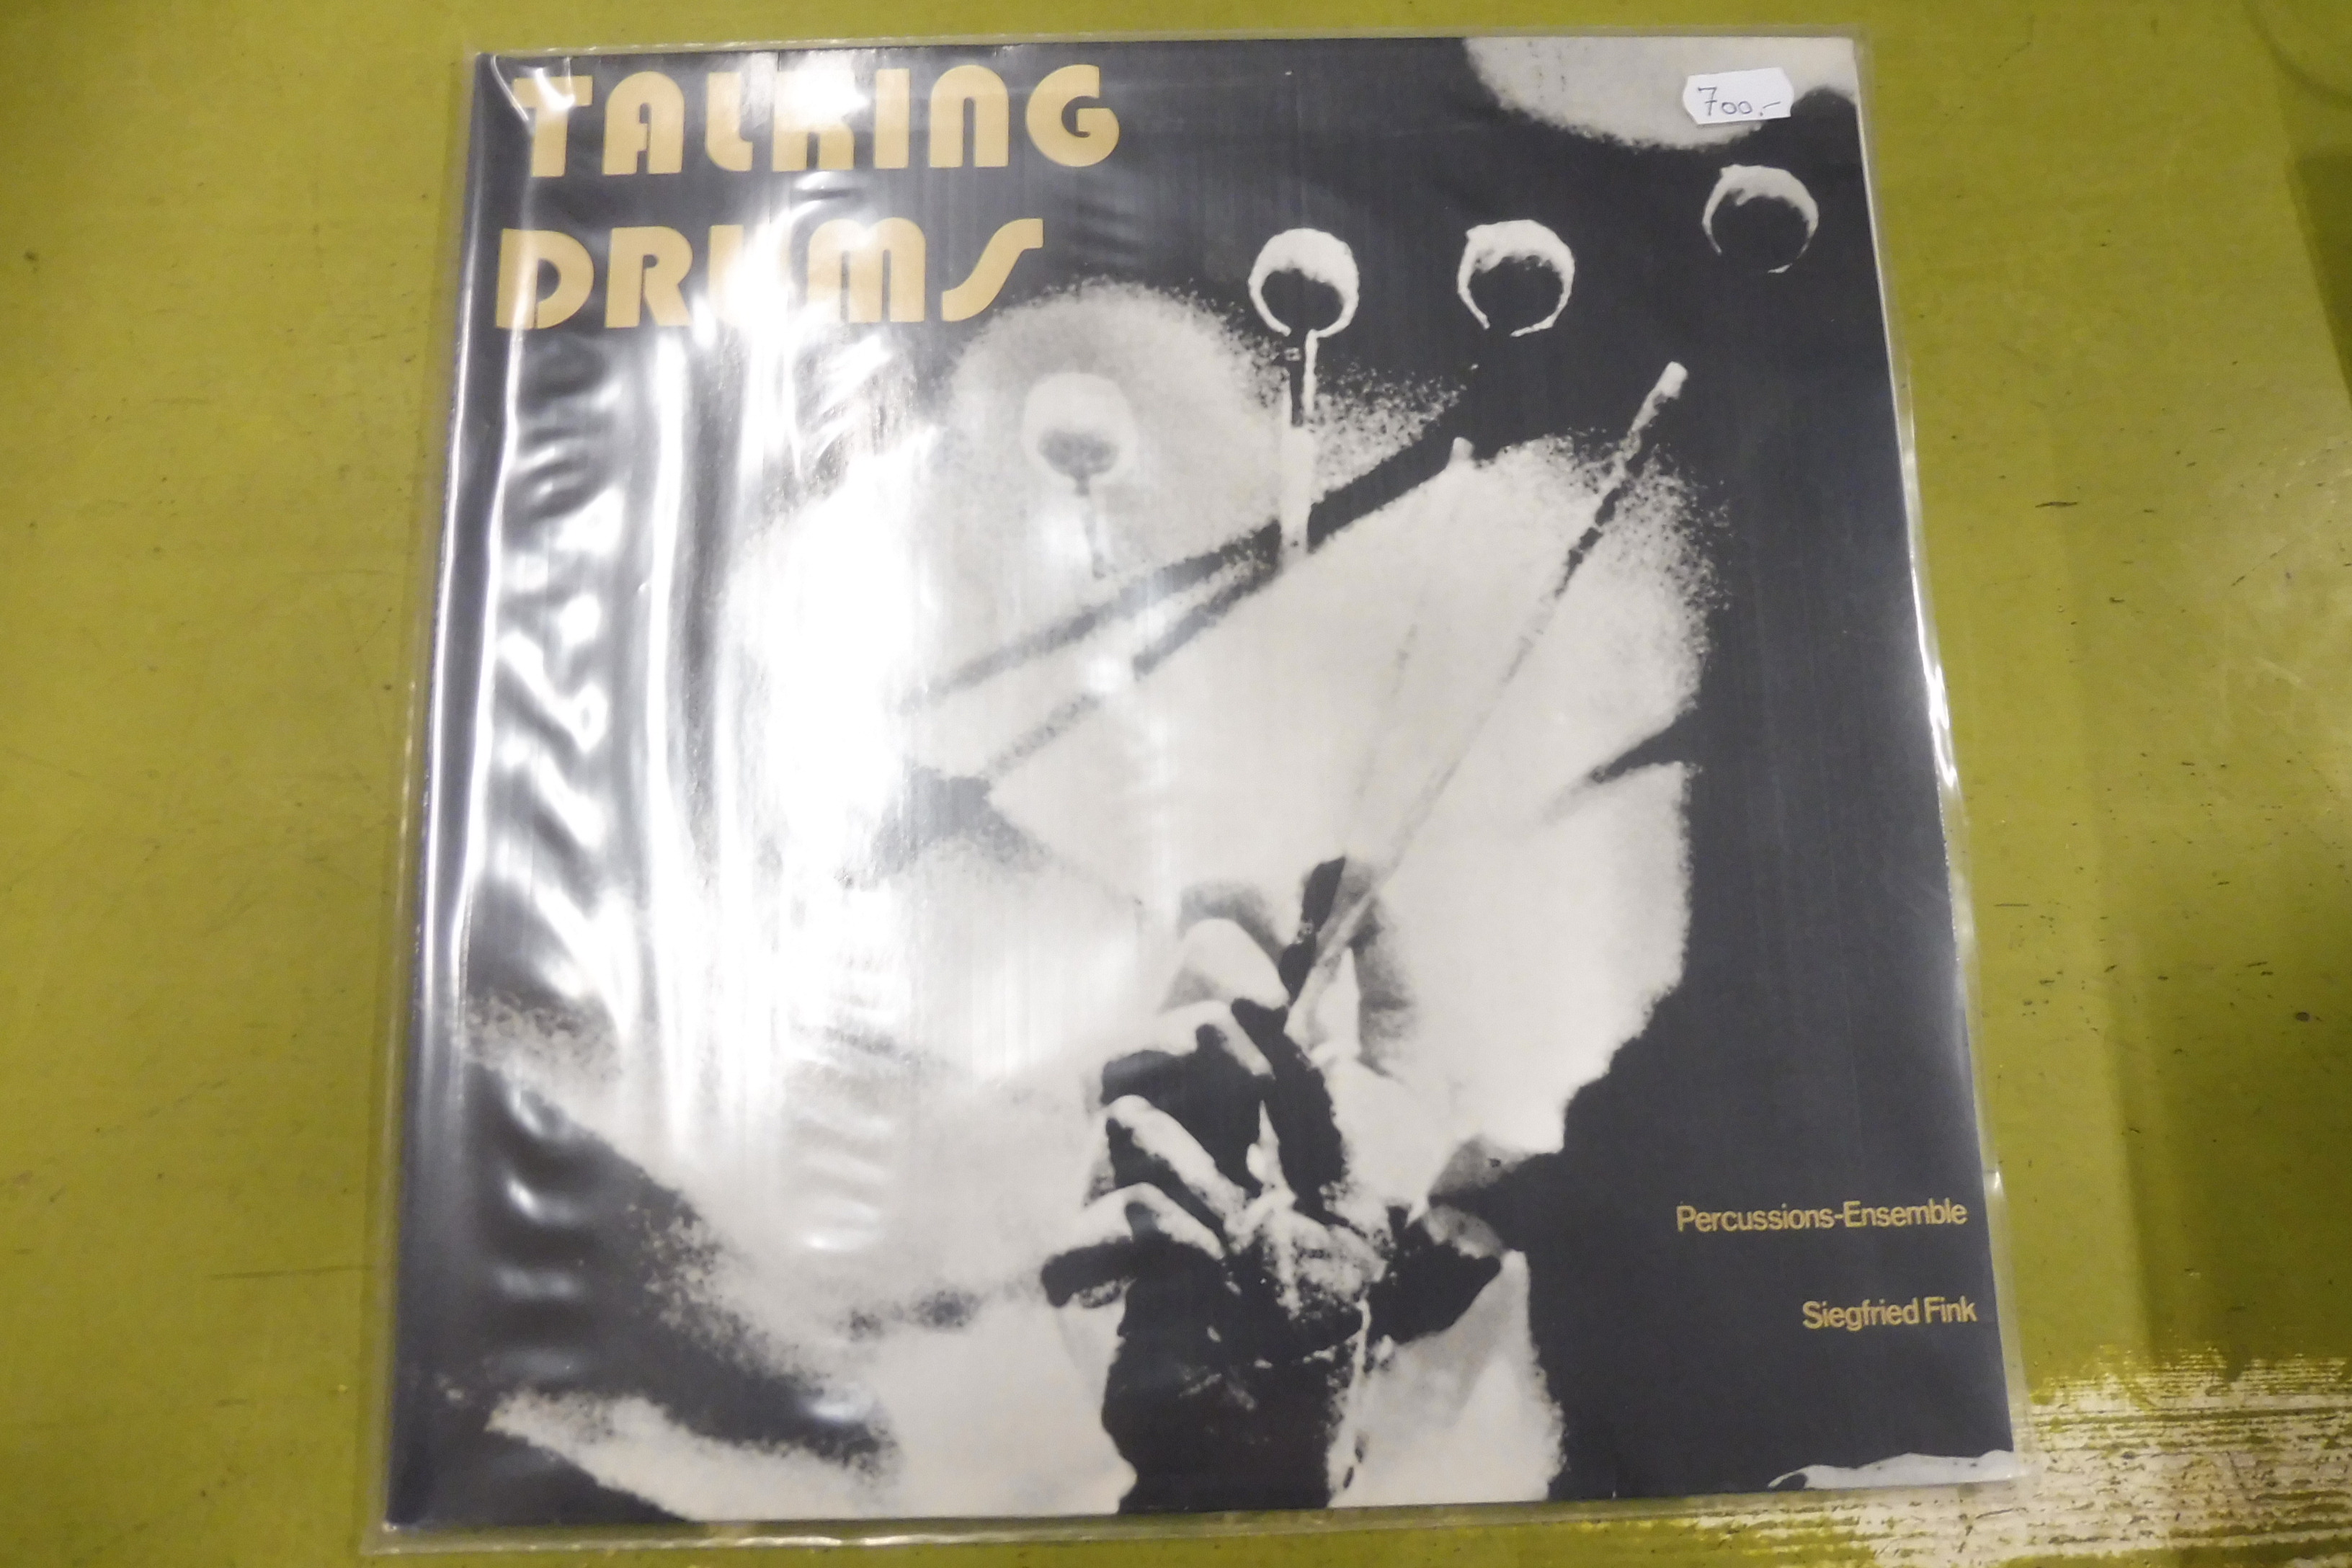 TALKING
DRUMS
700.-
Percussions-Ensemble
Siegfried Fink